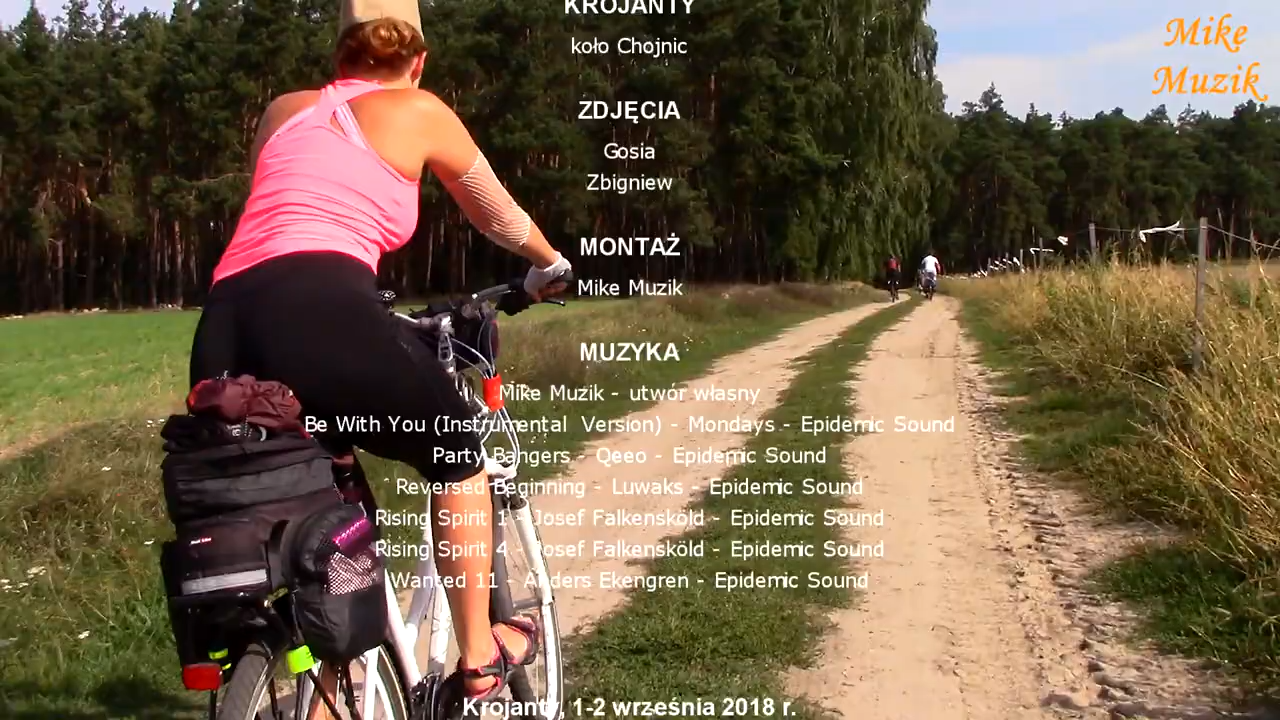 KROJANTY
koło Chojnic
Mike
Muzik
ZDJĘCIA
Gosia
Zbigniew
MONTAŻ
Mike Muzik
MUZYKA
Mike Muzik - utwór własny
Be With You (Instrumental Version) - Mondays - Epidemic Sound
Party Bangers - Qeeo - Epidemic Sound
Reversed Beginning - Luwaks - Epidemic Sound
Rising Spirit 1 - Josef Falkensköld - Epidemic Sound
Rising Spirit 4 - Josef Falkensköld - Epidemic Sound
Wanted 11 - Anders Ekengren - Epidemic Sound
Krojanty, 1-2 września 2018 r.